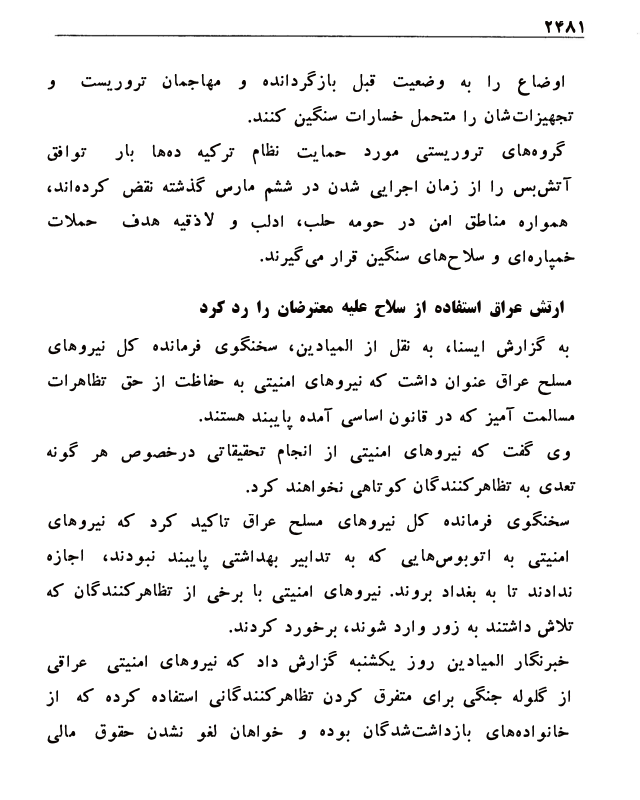 ۲۴۸۱
اوضاع را به وضعیت قبل بازگردانده و مهاجمان تروریست و
تجهیزات‌شان را متحمل خسارات سنگین کنند.
گروه‌های تروریستی مورد حمایت نظام ترکیه ده‌ها بار توافق
آتش‌بس را از زمان اجرایی شدن در ششم مارس گذشته نقض کرده‌اند،
همواره مناطق امن در حومه حلب، ادلب و لاذقیه هدف حملات
خمپاره‌ای و سلاح‌های سنگین قرار می‌گیرند.
ارتش عراق استفاده از سلاح علیه معترضان را رد کرد
به گزارش ایسنا، به نقل از المیادین، سخنگوی فرمانده کل نیروهای
مسلح عراق عنوان داشت که نیروهای امنیتی به حفاظت از حق تظاهرات
مسالمت آمیز که در قانون اساسی آمده پایبند هستند.
وی گفت که نیروهای امنیتی از انجام تحقیقاتی درخصوص هر گونه
تعدی به تظاهرکنندگان کوتاهی نخواهند کرد.
سخنگوی فرمانده کل نیروهای مسلح عراق تاکید کرد که نیروهای
امنیتی به اتوبوس‌هایی که به تدابیر بهداشتی پایبند نبودند، اجازه
ندادند تا به بغداد بروند. نیروهای امنیتی با برخی از تظاهرکنندگان که
تلاش داشتند به زور وارد شوند، برخورد کردند.
خبرنگار المیادین روز یکشنبه گزارش داد که نیروهای امنیتی عراقی
از گلوله جنگی برای متفرق کردن تظاهرکنندگانی استفاده کرده که از
خانواده‌های بازداشت‌شدگان بوده و خواهان لغو نشدن حقوق مالی